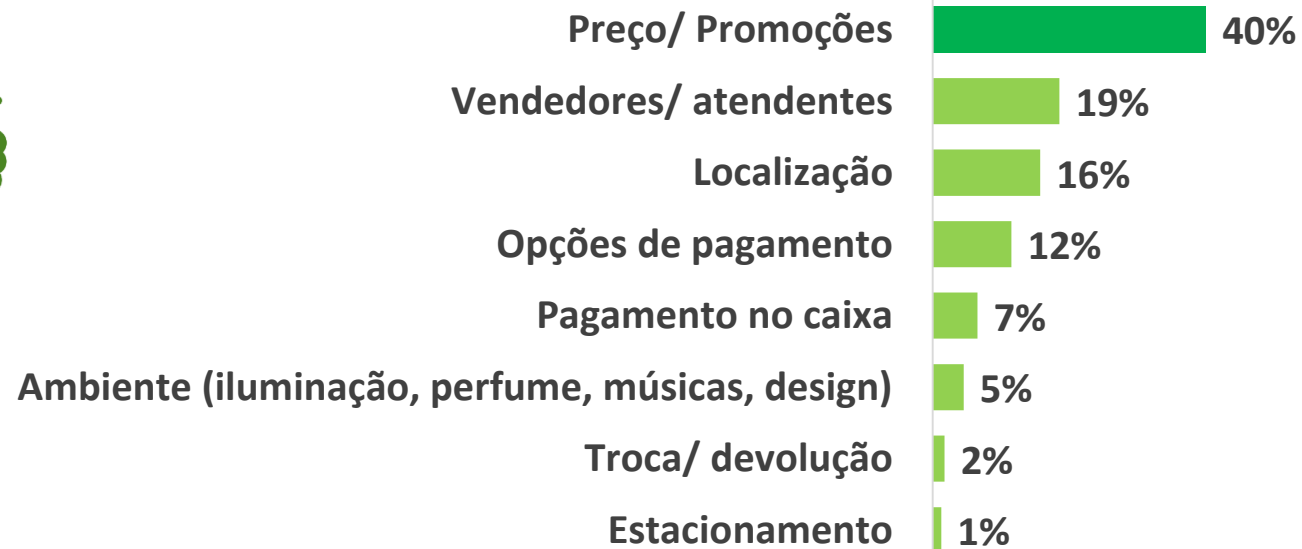 Preço/ Promoções 40%
Vendedores/ atendentes 19%
Localização 16%
Opções de pagamento 12%
Pagamento no caixa 7%
Ambiente (iluminação, perfume, músicas, design) 5%
Troca/ devolução 2%
Estacionamento 1%